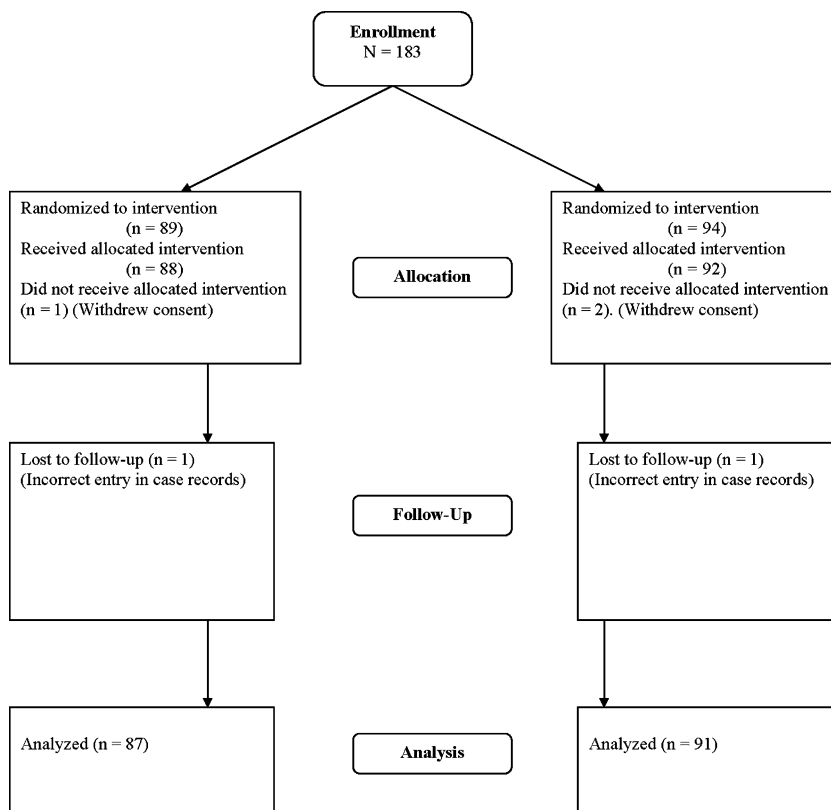 Enrollment
N = 183
Randomized to intervention
(n = 89)
Received allocated intervention
(n = 88)
Did not receive allocated intervention
(n = 1) (Withdrew consent)
Allocation
Randomized to intervention
(n = 94)
Received allocated intervention
(n = 92)
Did not receive allocated intervention
(n = 2). (Withdrew consent)
Lost to follow-up (n = 1)
(Incorrect entry in case records)
Follow-Up
Lost to follow-up (n = 1)
(Incorrect entry in case records)
Analyzed (n = 87)
Analysis
Analyzed (n = 91)